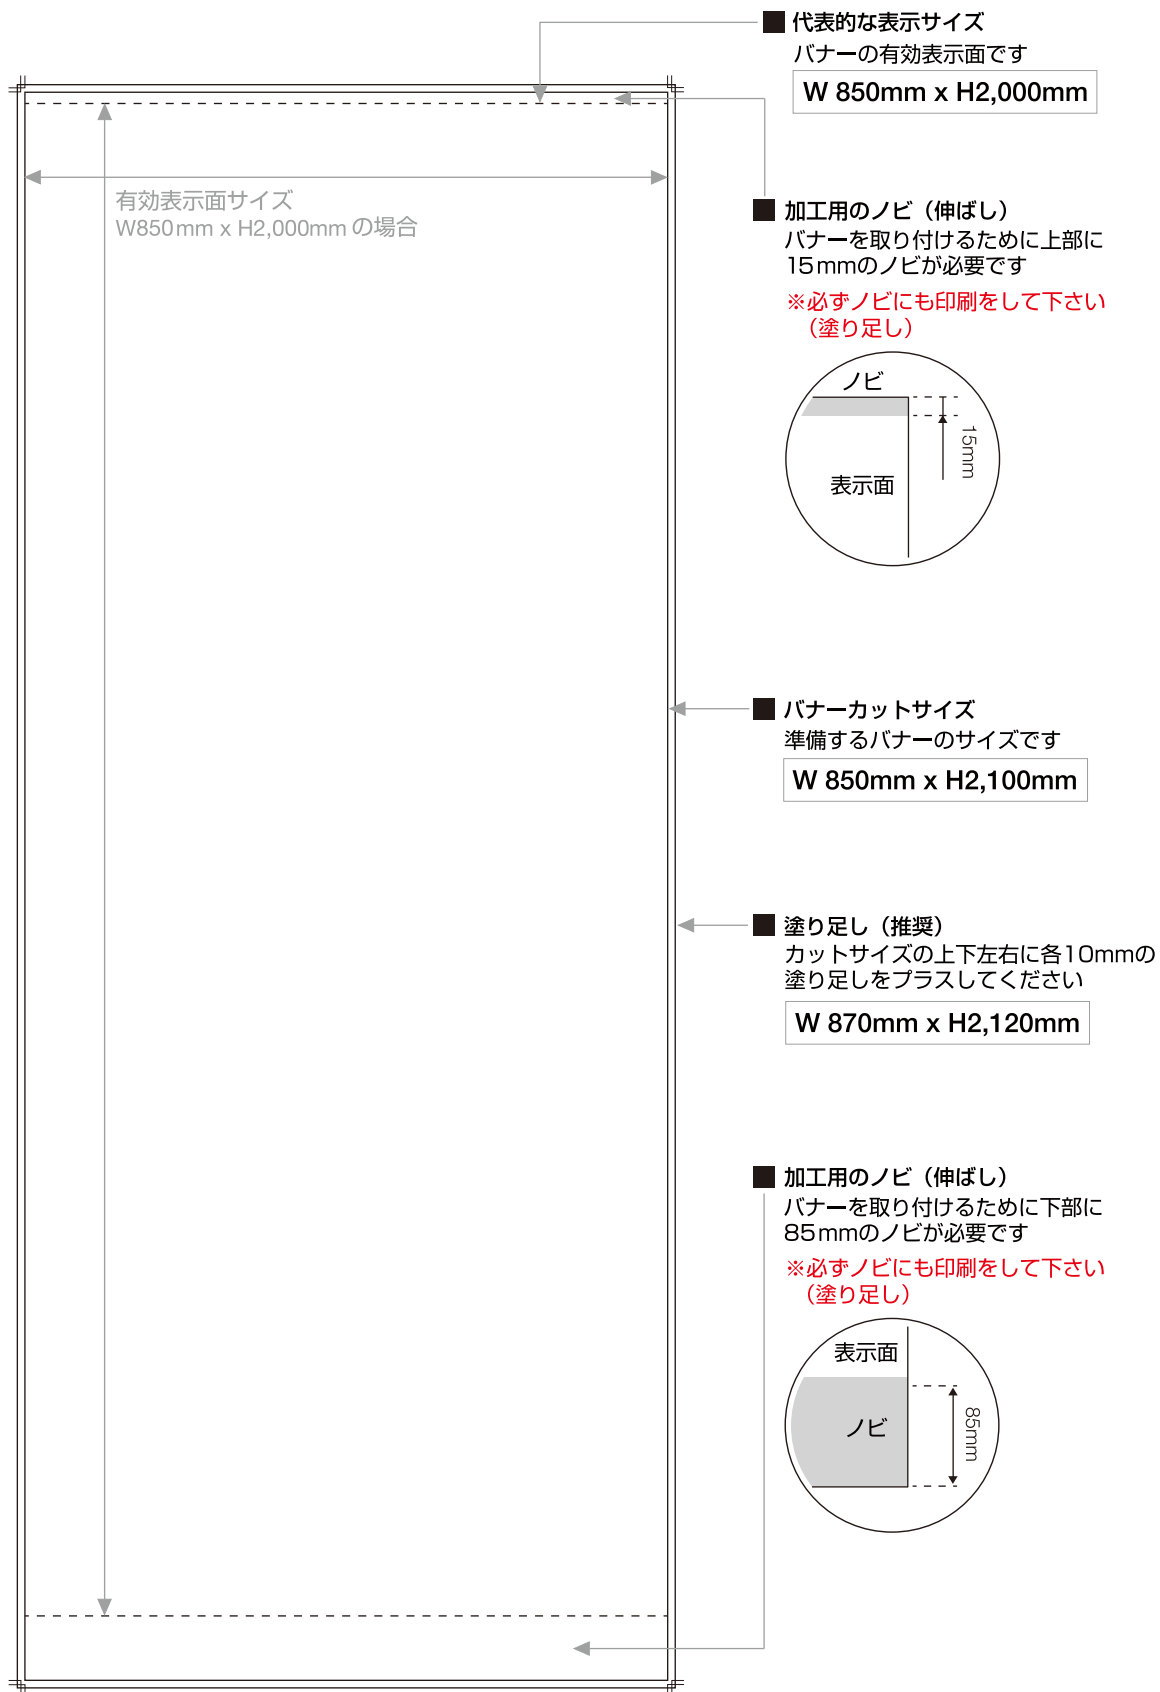 ■ 代表的な表示サイズ
バナーの有効表示面です
W 850mm x H2,000mm
有効表示面サイズ
W850mm x H2,000mm の場合
■ 加工用のノビ（伸ばし）
バナーを取り付けるために上部に
15mmのノビが必要です
※必ずノビにも印刷をして下さい
（塗り足し）
ノビ
15mm
表示面
■ バナーカットサイズ
準備するバナーのサイズです
W 850mm x H2,100mm
■ 塗り足し（推奨）
カットサイズの上下左右に各10mmの
塗り足しをプラスしてください
W 870mm x H2,120mm
■ 加工用のノビ（伸ばし）
バナーを取り付けるために下部に
85mmのノビが必要です
※必ずノビにも印刷をして下さい
（塗り足し）
表示面
ノビ
85mm